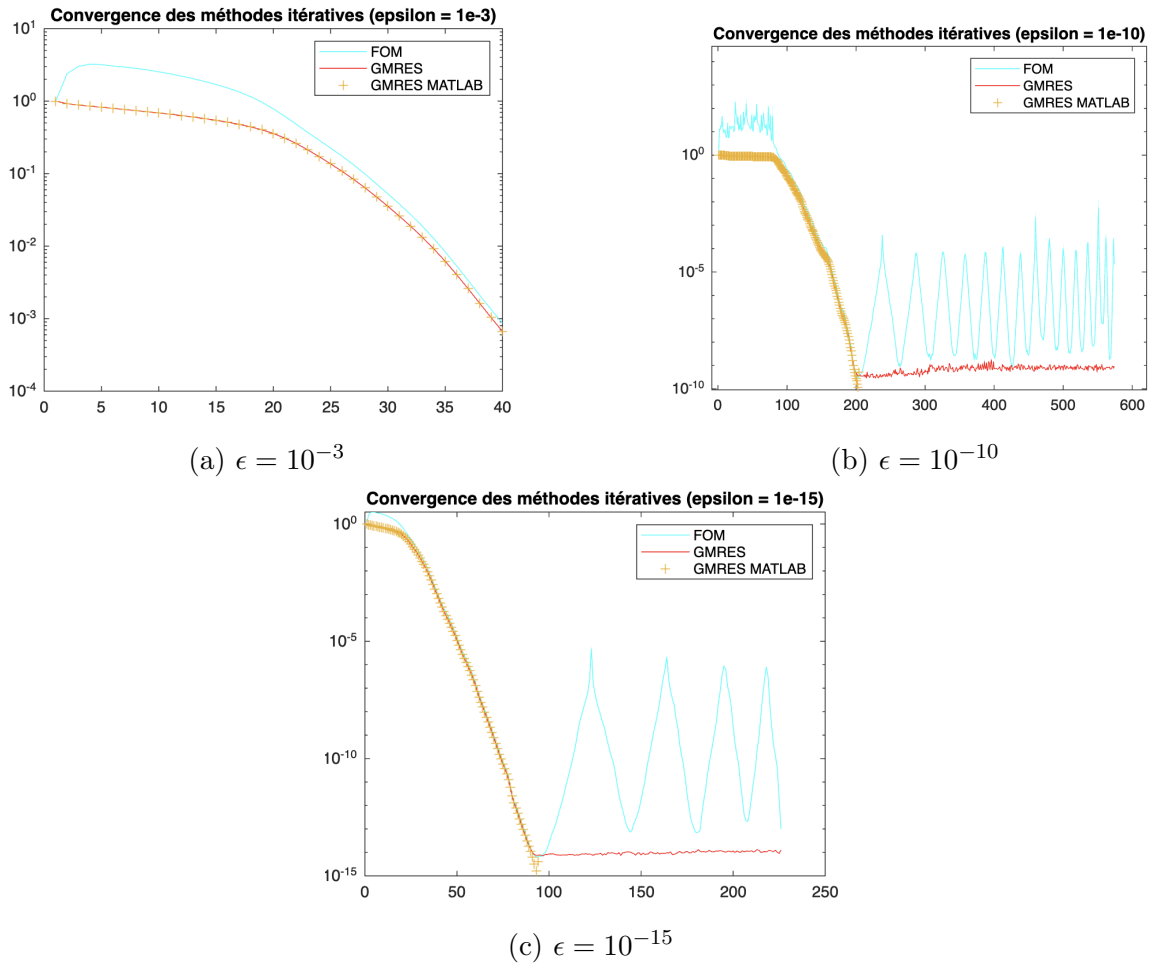 Convergence des méthodes itératives (epsilon = 1e-3)
10^1
10^0
10^-1
10^-2
10^-3
10^-4
0 5 10 15 20 25 30 35 40
FOM
GMRES
GMRES MATLAB
(a) ϵ = 10^-3
Convergence des méthodes itératives (epsilon = 1e-10)
10^0
10^-5
10^-10
0 100 200 300 400 500 600
FOM
GMRES
GMRES MATLAB
(b) ϵ = 10^-10
Convergence des méthodes itératives (epsilon = 1e-15)
10^0
10^-5
10^-10
10^-15
0 50 100 150 200 250
FOM
GMRES
GMRES MATLAB
(c) ϵ = 10^-15